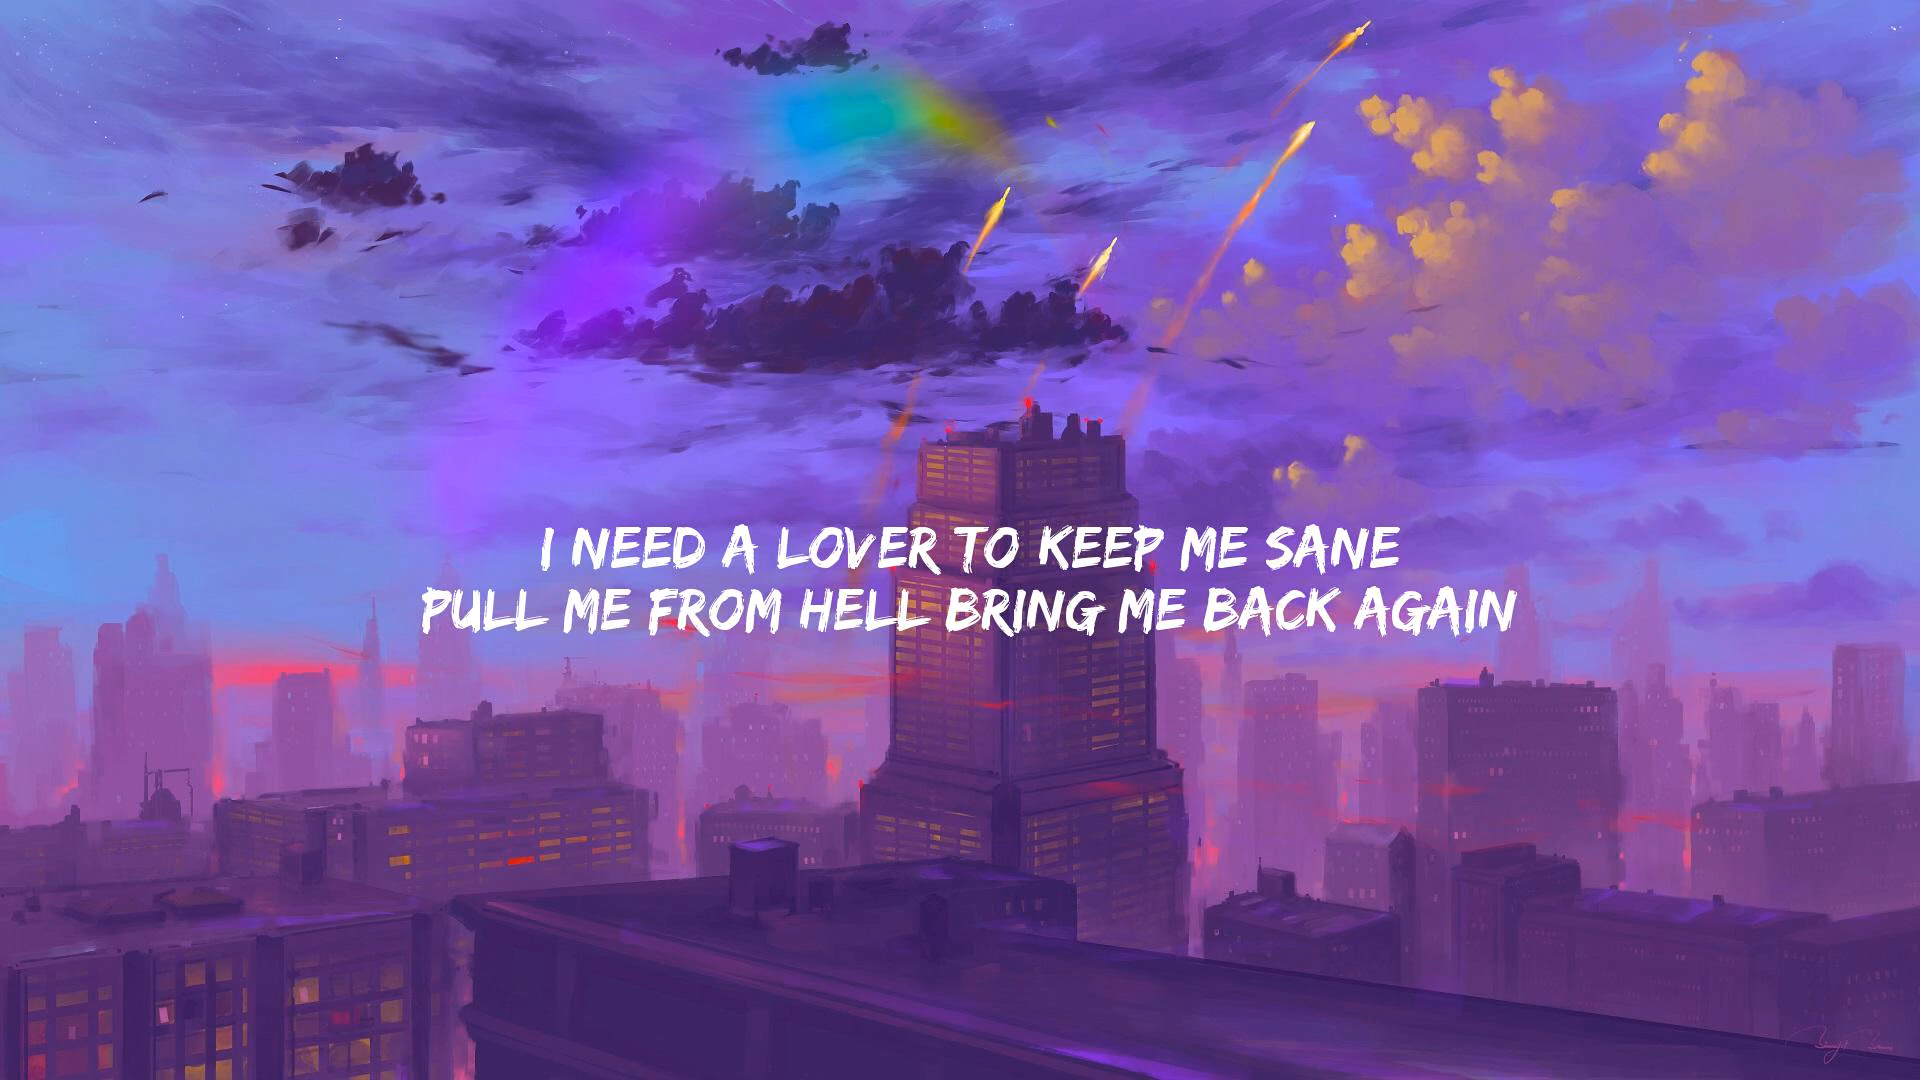 I NEED A LOVER TO KEEP ME SANE
PULL ME FROM HELL BRING ME BACK AGAIN